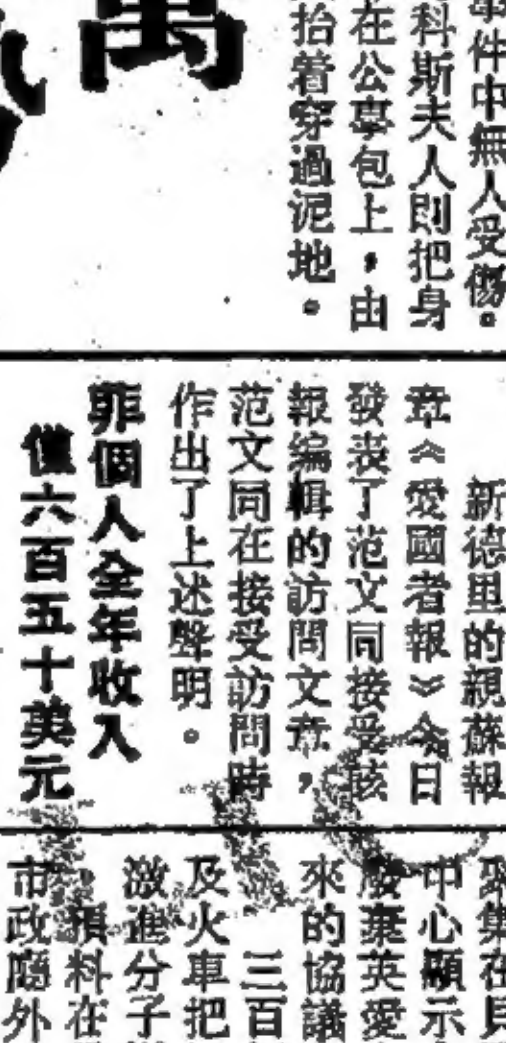 事件中無人受傷。
科斯夫人則把身
在公事包上，由
抬着穿過泥地。
萬
新德里的親蘇報
章《愛國者報》今日
發表了范文同接受該
報編輯的訪問文章，
范文同在接受訪問時
作出了上述聲明。
菲個人全年收入
僅六百五十美元
聚集在貝
中心顯示
廢棄英愛
來的協議
三百
及火車把
激進分子
，預料在
市政廳外